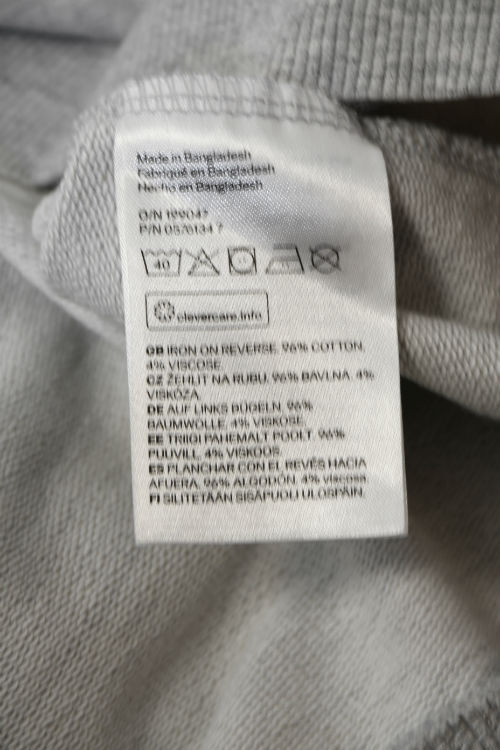 Made in Bangladesh
Fabriqué en Bangladesh
Hecho en Bangladesh
O/N 199047
P/N 0576134 7
40
clevercare.info
GB IRON ON REVERSE. 96% COTTON.
4% VISCOSE
CZ ŽEHLIT NA RUBU. 96% BAVLNA. 4%
VISKÓZA
DE AUF LINKS BÜGELN. 96%
BAUMWOLLE. 4% VISKOSE
EE TRIIGI PAHEMALT POOLT. 96%
PUUVILL. 4% VISKOOS
ES PLANCHAR CON EL REVÉS HACIA
AFUERA. 96% ALGODÓN. 4% viscosa
FI SILITETÄÄN SISÄPUOLI ULOSPÄIN.